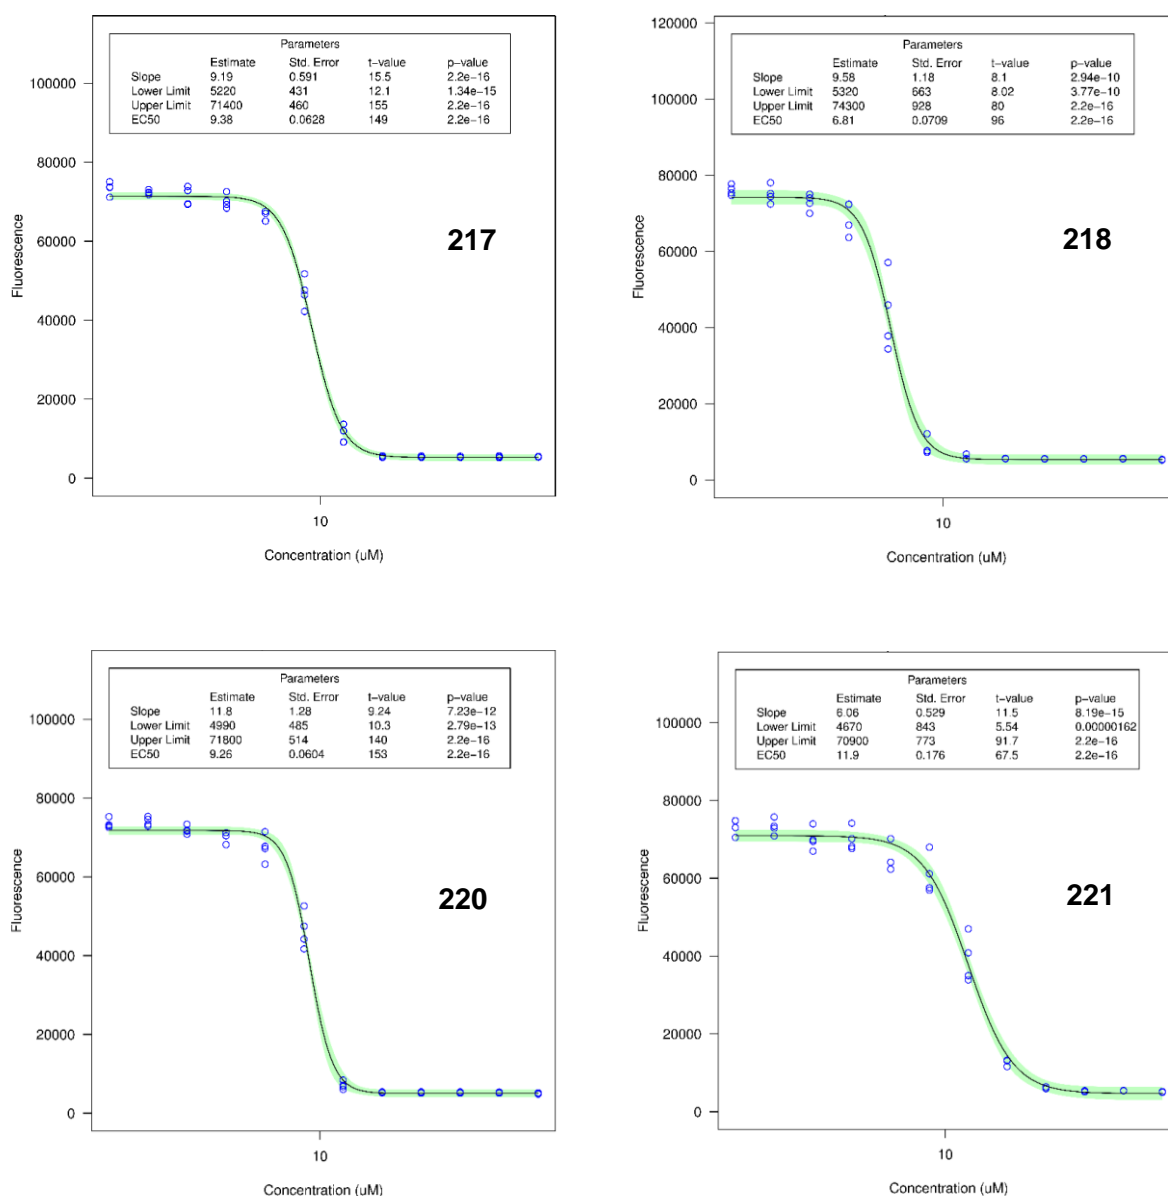 Parameters
Estimate Std. Error t-value p-value
Slope 9.19 0.591 15.5 2.2e-16
Lower Limit 5220 431 12.1 1.34e-15
Upper Limit 71400 460 155 2.2e-16
EC50 9.38 0.0628 149 2.2e-16
100000
80000
60000
40000
20000
0
Fluorescence
217
10
Concentration (uM)
Parameters
Estimate Std. Error t-value p-value
Slope 9.58 1.18 8.1 2.94e-10
Lower Limit 5320 663 8.02 3.77e-10
Upper Limit 74300 928 80 2.2e-16
EC50 6.81 0.0709 96 2.2e-16
120000
100000
80000
60000
40000
20000
0
Fluorescence
218
10
Concentration (uM)
Parameters
Estimate Std. Error t-value p-value
Slope 11.8 1.28 9.24 7.23e-12
Lower Limit 4990 485 10.3 2.79e-13
Upper Limit 71800 514 140 2.2e-16
EC50 9.26 0.0604 153 2.2e-16
100000
80000
60000
40000
20000
0
Fluorescence
220
10
Concentration (uM)
Parameters
Estimate Std. Error t-value p-value
Slope 6.06 0.529 11.5 8.19e-15
Lower Limit 4670 843 5.54 0.00000162
Upper Limit 70900 773 91.7 2.2e-16
EC50 11.9 0.176 67.5 2.2e-16
100000
80000
60000
40000
20000
0
Fluorescence
221
10
Concentration (uM)